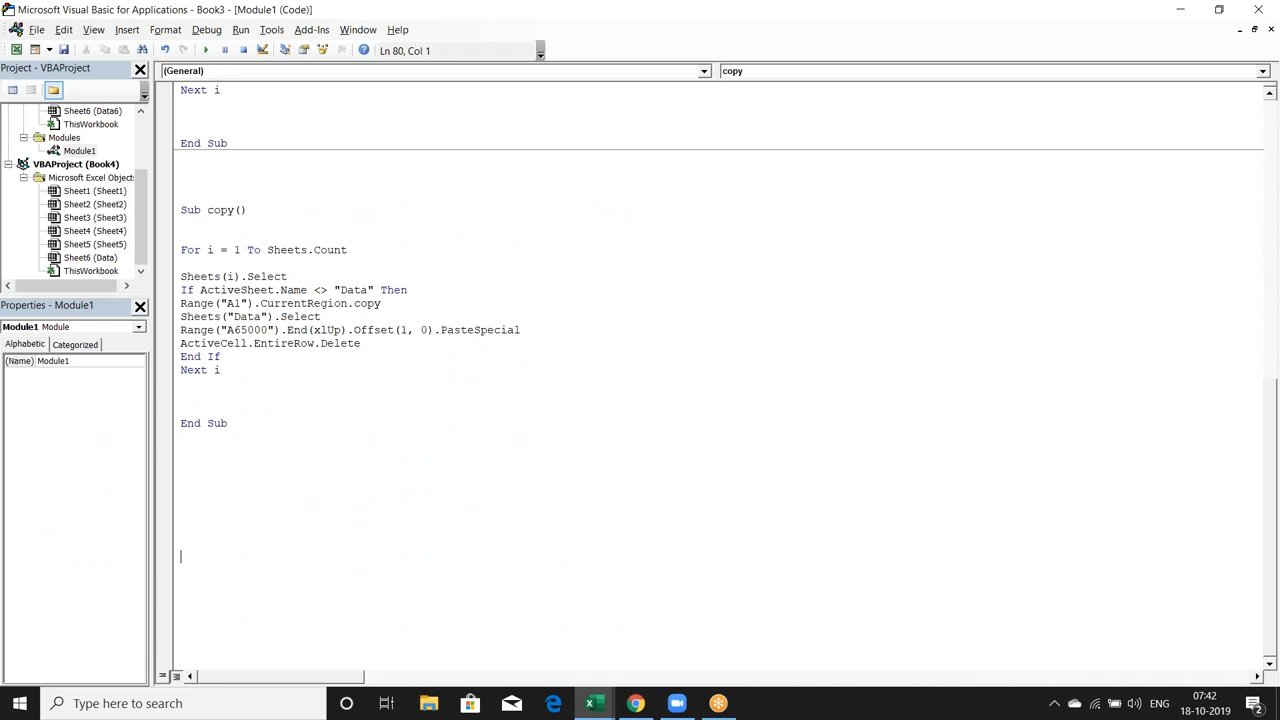 Microsoft Visual Basic for Applications - Book3 - [Module1 (Code)]
File Edit View Insert Format Debug Run Tools Add-Ins Window Help
Ln 80, Col 1
Project - VBAProject
(General)
copy
Sheet6 (Data6)
ThisWorkbook
Modules
Module1
VBAProject (Book4)
Microsoft Excel Objects
Sheet1 (Sheet1)
Sheet2 (Sheet2)
Sheet3 (Sheet3)
Sheet4 (Sheet4)
Sheet5 (Sheet5)
Sheet6 (Data)
ThisWorkbook
Properties - Module1
Module1 Module
Alphabetic Categorized
(Name) Module1
Next i
End Sub
Sub copy()
For i = 1 To Sheets.Count
Sheets(i).Select
If ActiveSheet.Name <> "Data" Then
Range("A1").CurrentRegion.copy
Sheets("Data").Select
Range("A65000").End(xlUp).Offset(1, 0).PasteSpecial
ActiveCell.EntireRow.Delete
End If
Next i
End Sub
Type here to search
ENG
07:42
18-10-2019
2